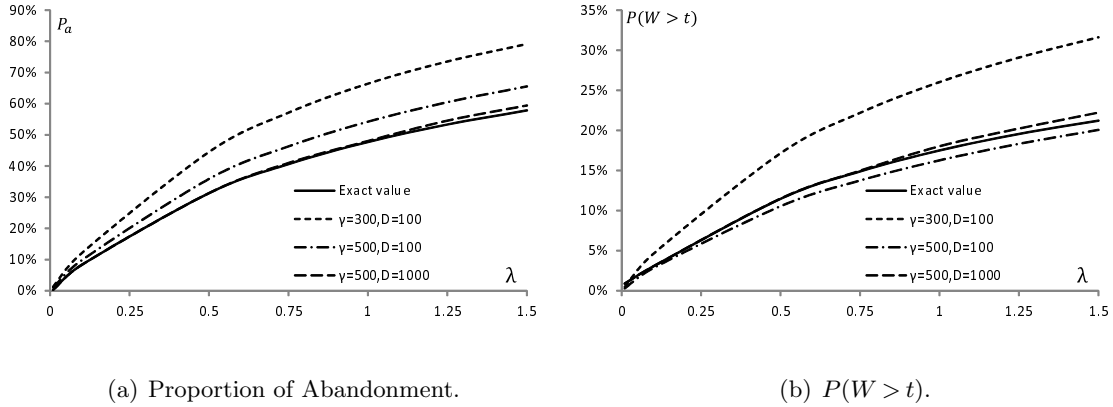 90%
80%
70%
60%
50%
40%
30%
20%
10%
0%
Pa
Exact value
γ=300,D=100
γ=500,D=100
γ=500,D=1000
λ
0 0.25 0.5 0.75 1 1.25 1.5
(a) Proportion of Abandonment.
35%
30%
25%
20%
15%
10%
5%
0%
P(W > t)
Exact value
γ=300,D=100
γ=500,D=100
γ=500,D=1000
λ
0 0.25 0.5 0.75 1 1.25 1.5
(b) P(W > t).